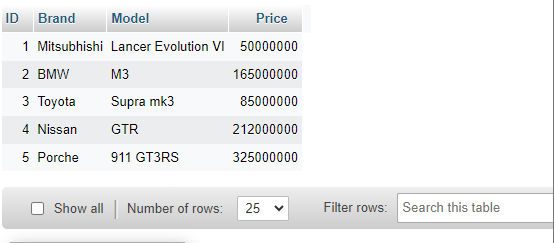 ID Brand Model Price
1 Mitsubhishi Lancer Evolution VI 50000000
2 BMW M3 165000000
3 Toyota Supra mk3 85000000
4 Nissan GTR 212000000
5 Porche 911 GT3RS 325000000
Show all Number of rows: 25 Filter rows: Search this table